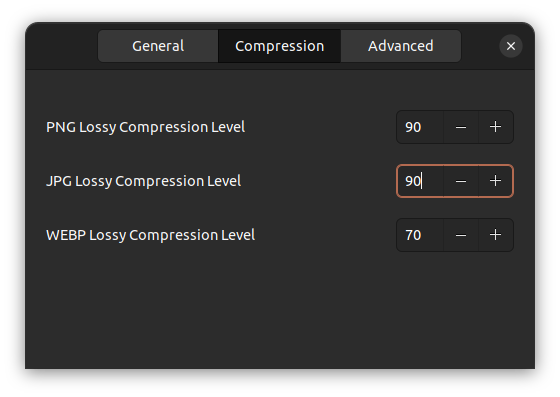 General Compression Advanced
PNG Lossy Compression Level 90
JPG Lossy Compression Level 90
WEBP Lossy Compression Level 70